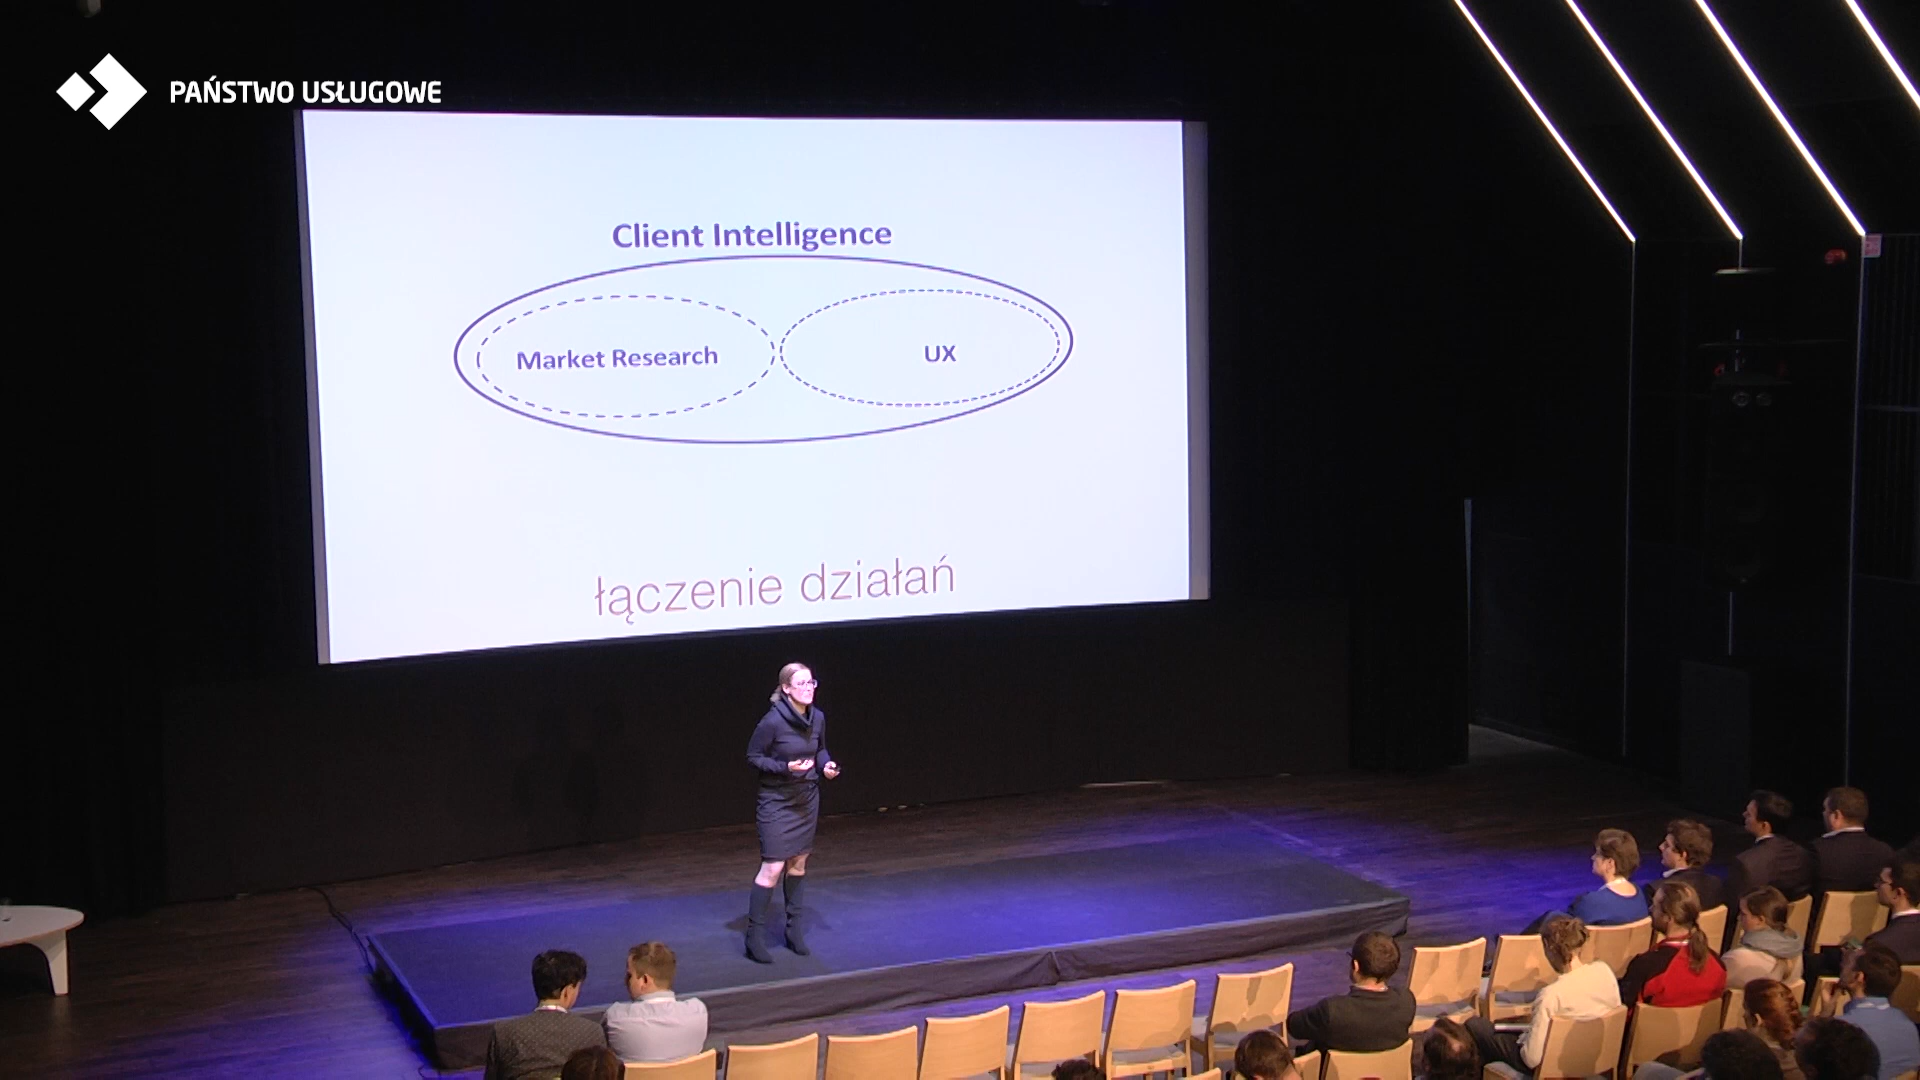 PAŃSTWO USŁUGOWE
Client Intelligence
Market Research
UX
łączenie działań